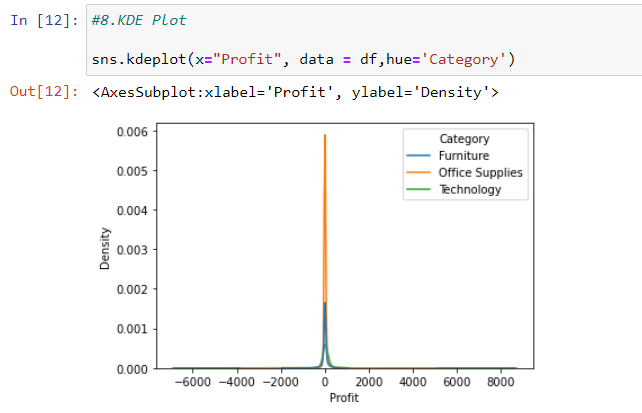 In [12]: #8.KDE Plot
sns.kdeplot(x="Profit", data = df,hue='Category')
Out[12]: <AxesSubplot:xlabel='Profit', ylabel='Density'>
Category
Furniture
Office Supplies
Technology
Density
0.006
0.005
0.004
0.003
0.002
0.001
0.000
−6000 −4000 −2000 0 2000 4000 6000 8000
Profit